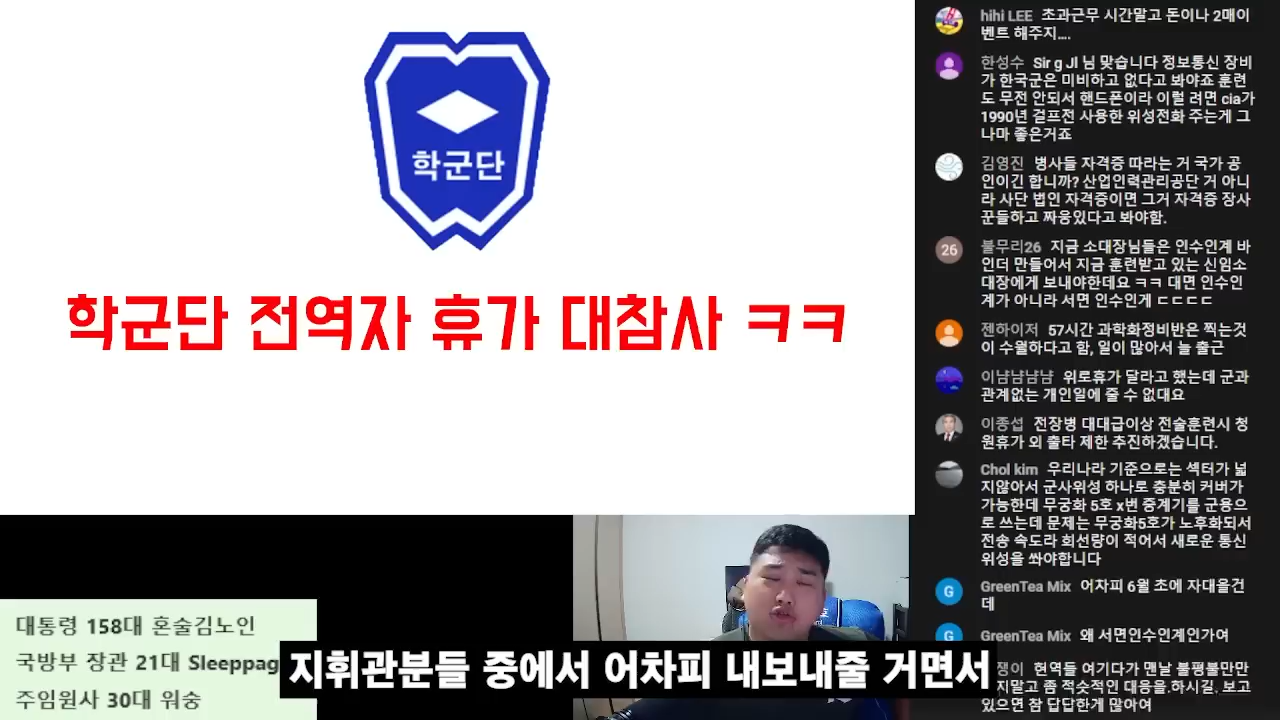 학군단
학군단 전역자 휴가 대참사 ㅋㅋ
대통령 158대 혼술김노인
국방부 장관 21대 Sleeppag
주임원사 30대 워숭
지휘관분들 중에서 어차피 내보내줄 거면서
hihi LEE 초과근무 시간말고 돈이나 2매이
벤트 해주지....
한성수 Sir g JI 님 맞습니다 정보통신 장비
가 한국군은 미비하고 없다고 봐야죠 훈련
도 무전 안되서 핸드폰이라 이럴 려면 cia가
1990년 걸프전 사용한 위성전화 주는게 그
나마 좋은거죠
김영진 병사들 자격증 따라는 거 국가 공
인이긴 합니까? 산업인력관리공단 거 아니
라 사단 법인 자격증이면 그거 자격증 장사
꾼들하고 짜웅있다고 봐야함.
26
불무리26 지금 소대장님들은 인수인계 바
인더 만들어서 지금 훈련받고 있는 신임소
대장에게 보내야한데요 ㅋㅋ 대면 인수인
계가 아니라 서면 인수인게 ㄷㄷㄷㄷ
젠하이저 57시간 과학화정비반은 찍는것
이 수월하다고 함, 일이 많아서 늘 출근
이냠냠냠냠 위로휴가 달라고 했는데 군과
관계없는 개인일에 줄 수 없대요
이종섭 전장병 대대급이상 전술훈련시 청
원휴가 외 출타 제한 추진하겠습니다.
Chol kim 우리나라 기준으로는 섹터가 넓
지않아서 군사위성 하나로 충분히 커버가
가능한데 무궁화 5호 x번 중계기를 군용으
로 쓰는데 문제는 무궁화5호가 노후화되서
전송 속도라 회선량이 적어서 새로운 통신
위성을 쏴야합니다
G
GreenTea Mix 어차피 6월 초에 자대올건
데
G
GreenTea Mix 왜 서면인수인계인가여
쟁이 현역들 여기다가 맨날 불평불만만
지말고 좀 적슷적인 대응을.하시길. 보고
있으면 참 답답한게 많아여